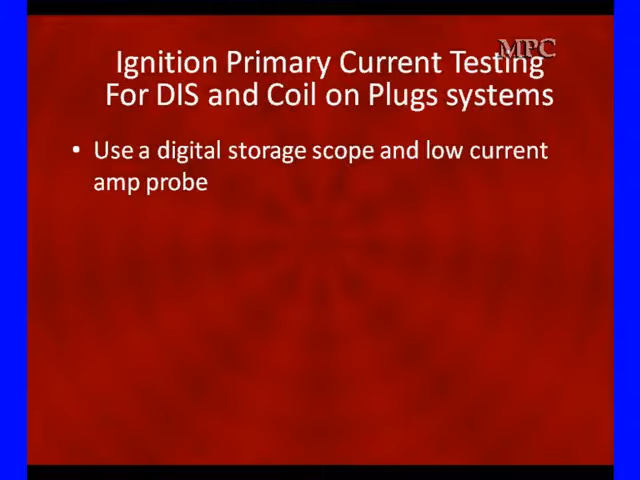 MPC
Ignition Primary Current Testing
For DIS and Coil on Plugs systems
• Use a digital storage scope and low current
amp probe